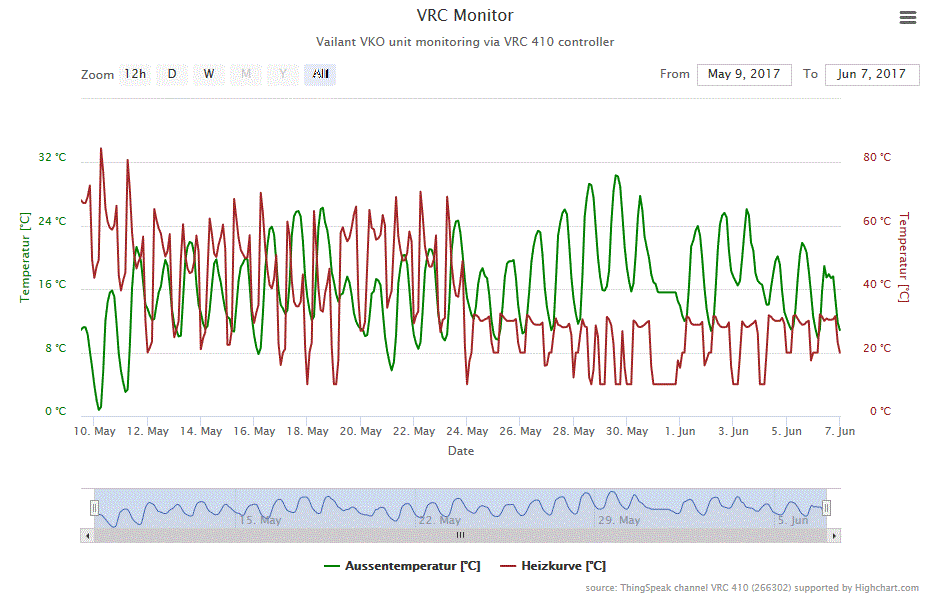 VRC Monitor
Vailant VKO unit monitoring via VRC 410 controller
Zoom 12h D W M Y All From May 9, 2017 To Jun 7, 2017
32 °C 80 °C
24 °C 60 °C
16 °C 40 °C
8 °C 20 °C
0 °C 0 °C
Temperatur [°C]
Temperatur [°C]
10. May 12. May 14. May 16. May 18. May 20. May 22. May 24. May 26. May 28. May 30. May 1. Jun 3. Jun 5. Jun 7. Jun
Date
15. May 22. May 29. May 5. Jun
Aussentemperatur [°C] Heizkurve [°C]
source: ThingSpeak channel VRC 410 (266302) supported by Highchart.com